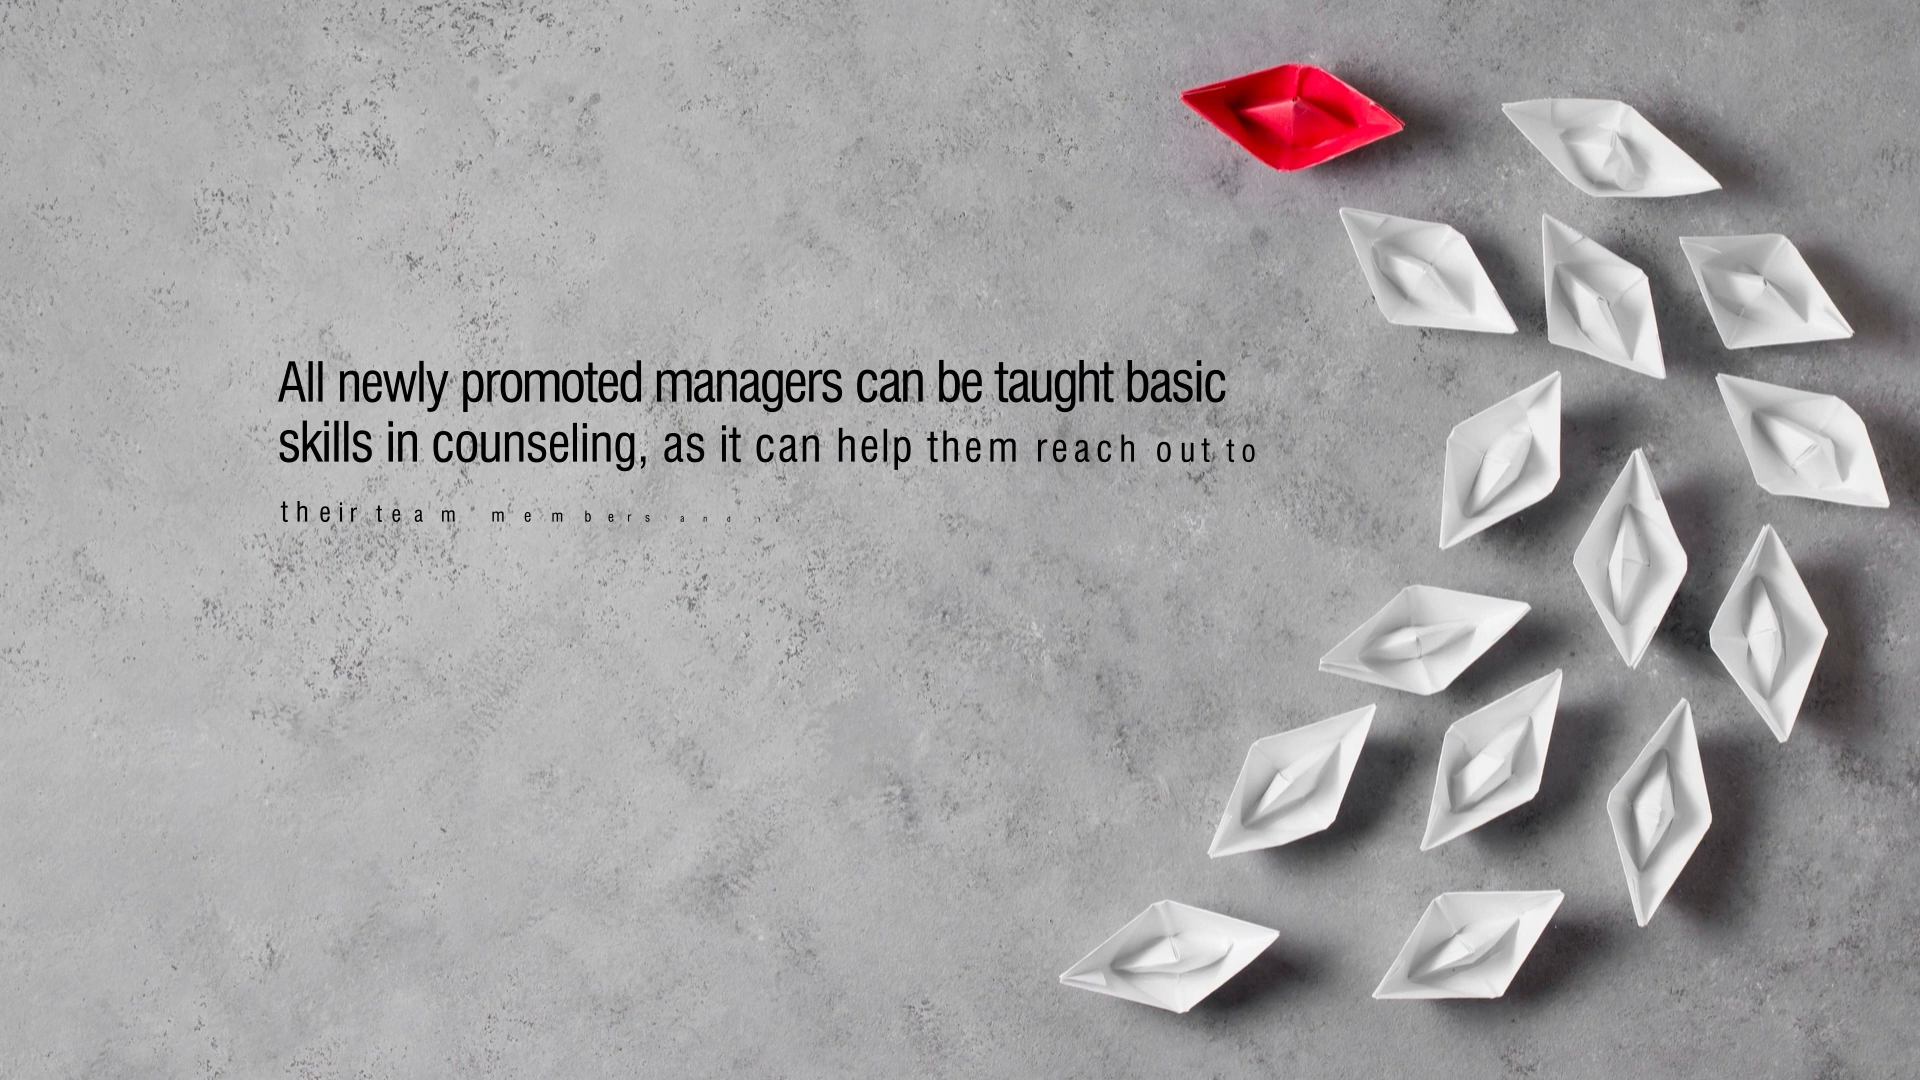 All newly promoted managers can be taught basic
skills in counseling, as it can help them reach out to
their team members and